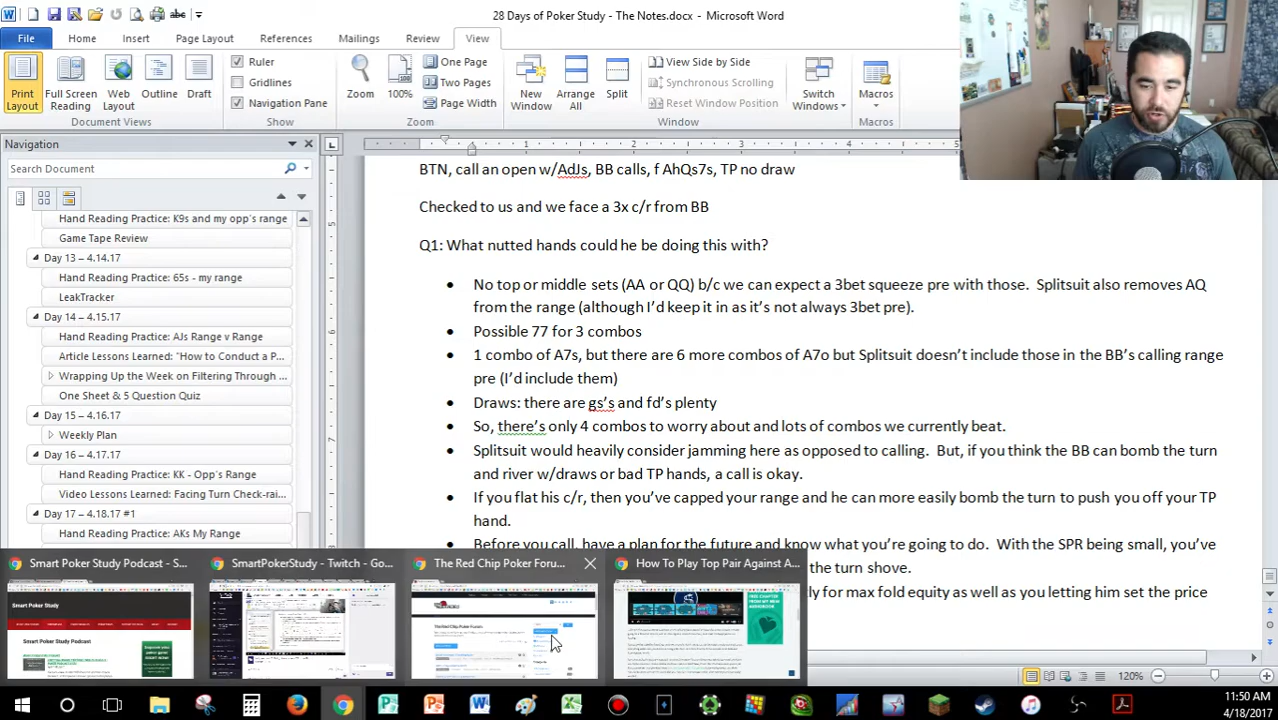 28 Days of Poker Study - The Notes.docx - Microsoft Word
File Home Insert Page Layout References Mailings Review View
Print Layout Full Screen Reading Web Layout Outline Draft
Document Views
Ruler
Gridlines
Navigation Pane
Show
Zoom 100%
One Page
Two Pages
Page Width
Zoom
New Window Arrange All Split
View Side by Side
Synchronous Scrolling
Reset Window Position
Window
Switch Windows
Macros
Macros
Navigation
Search Document
Hand Reading Practice: K9s and my opp's range
Game Tape Review
Day 13 - 4.14.17
Hand Reading Practice: 65s - my range
LeakTracker
Day 14 - 4.15.17
Hand Reading Practice: AJs Range v Range
Article Lessons Learned: "How to Conduct a P...
Wrapping Up the Week on Filtering Through ...
One Sheet & 5 Question Quiz
Day 15 - 4.16.17
Weekly Plan
Day 16 - 4.17.17
Hand Reading Practice: KK - Opp's Range
Video Lessons Learned: Facing Turn Check-rai...
Day 17 - 4.18.17 #1
Hand Reading Practice: AKs My Range
BTN, call an open w/AdJs, BB calls, f AhQs7s, TP no draw
Checked to us and we face a 3x c/r from BB
Q1: What nutted hands could he be doing this with?
• No top or middle sets (AA or QQ) b/c we can expect a 3bet squeeze pre with those. Splitsuit also removes AQ
from the range (although I'd keep it in as it's not always 3bet pre).
• Possible 77 for 3 combos
• 1 combo of A7s, but there are 6 more combos of A7o but Splitsuit doesn't include those in the BB's calling range
pre (I'd include them)
• Draws: there are gs's and fd's plenty
• So, there's only 4 combos to worry about and lots of combos we currently beat.
• Splitsuit would heavily consider jamming here as opposed to calling. But, if you think the BB can bomb the turn
and river w/draws or bad TP hands, a call is okay.
• If you flat his c/r, then you've capped your range and he can more easily bomb the turn to push you off your TP
hand.
• Before you call, have a plan for the future and know what you're going to do. With the SPR being small, you've
the turn shove.
ly for max fold equity as well as you letting him set the price
Smart Poker Study Podcast - S... SmartPokerStudy - Twitch - Go... The Red Chip Poker Foru... How To Play Top Pair Against A...
Smart Poker Study
Smart Poker Study Podcast
The Red Chip Poker Forum
120%
11:50 AM
4/18/2017